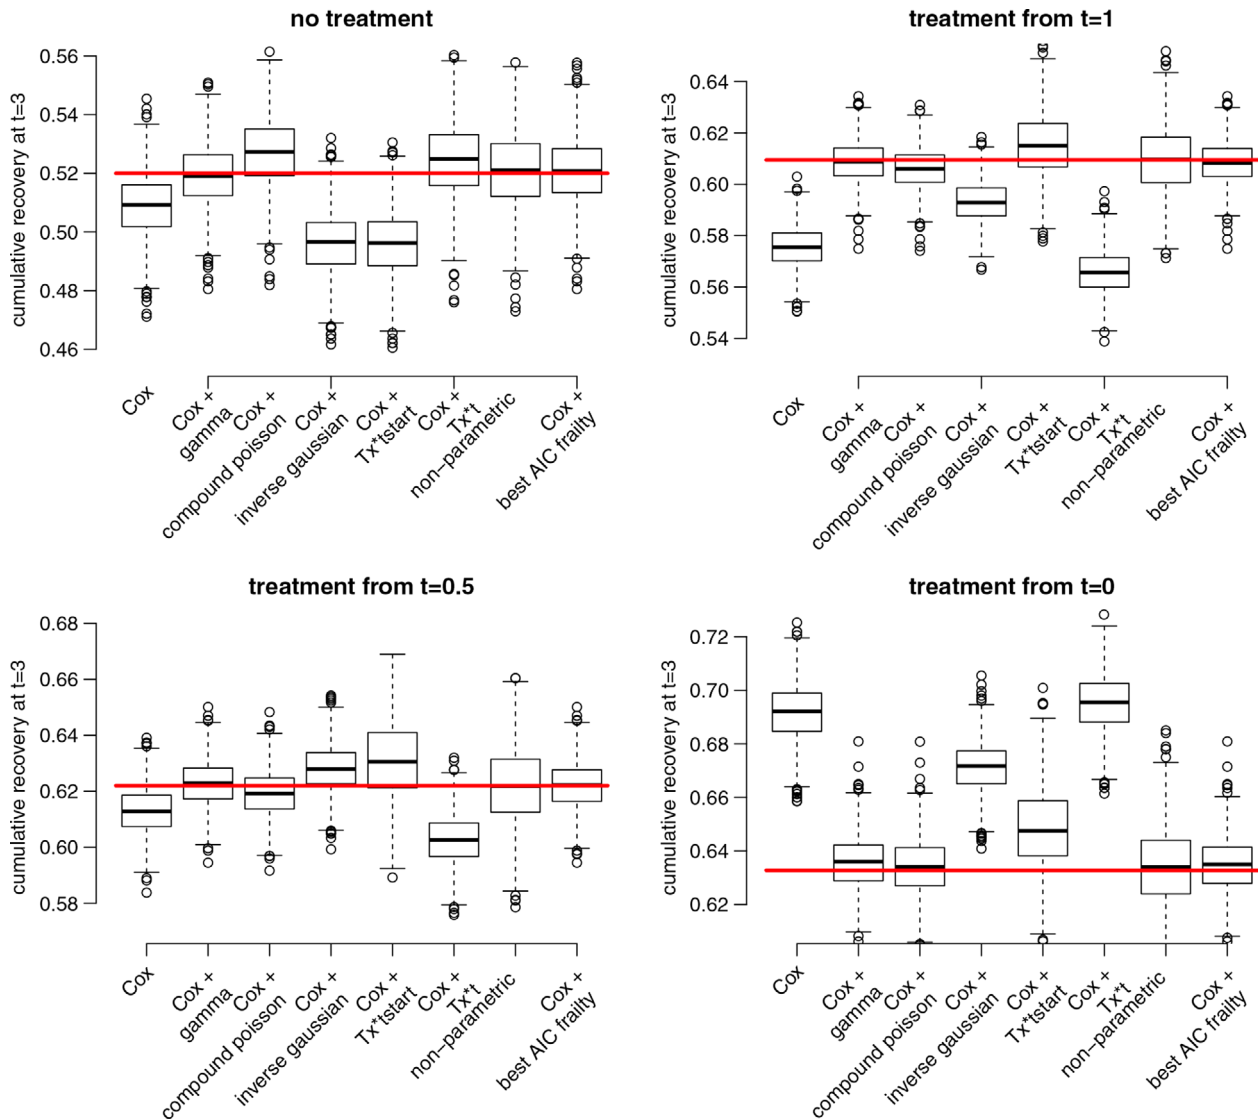 no treatment
cumulative recovery at t=3
0.56
0.54
0.52
0.50
0.48
0.46
Cox
Cox +
gamma
Cox +
compound poisson
Cox +
inverse gaussian
Cox +
Tx*tstart
Cox +
Tx*t
non−parametric
Cox +
best AIC frailty
treatment from t=1
cumulative recovery at t=3
0.64
0.62
0.60
0.58
0.56
0.54
Cox
Cox +
gamma
Cox +
compound poisson
Cox +
inverse gaussian
Cox +
Tx*tstart
Cox +
Tx*t
non−parametric
Cox +
best AIC frailty
treatment from t=0.5
cumulative recovery at t=3
0.68
0.66
0.64
0.62
0.60
0.58
Cox
Cox +
gamma
Cox +
compound poisson
Cox +
inverse gaussian
Cox +
Tx*tstart
Cox +
Tx*t
non−parametric
Cox +
best AIC frailty
treatment from t=0
cumulative recovery at t=3
0.72
0.70
0.68
0.66
0.64
0.62
Cox
Cox +
gamma
Cox +
compound poisson
Cox +
inverse gaussian
Cox +
Tx*tstart
Cox +
Tx*t
non−parametric
Cox +
best AIC frailty